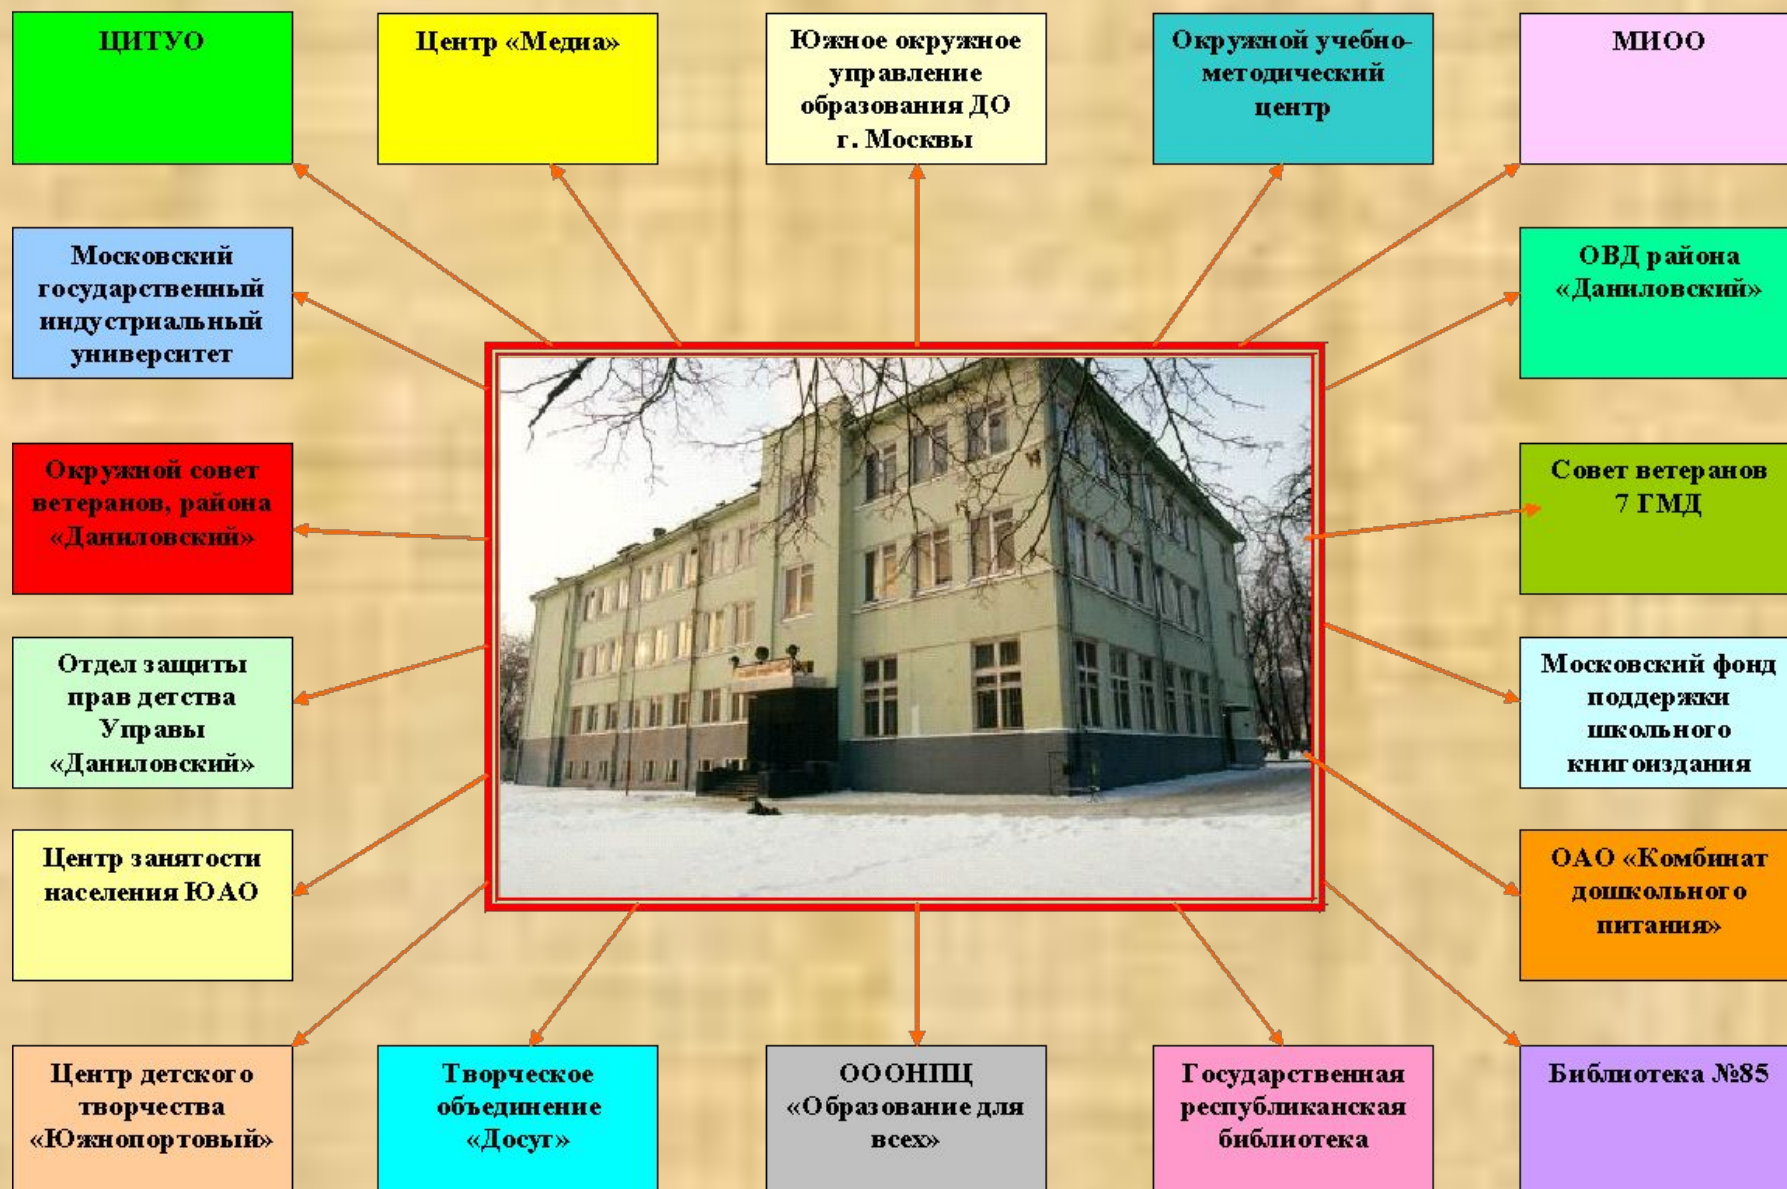 ЦИТУО
Центр «Медиа»
Южное окружное
управление
образования ДО
г. Москвы
Окружной учебно-
методический
центр
МИОО
Московский
государственный
индустриальный
университет
ОВД района
«Даниловский»
Окружной совет
ветеранов, района
«Даниловский»
Совет ветеранов
7 ГМД
Отдел защиты
прав детства
Управы
«Даниловский»
Московский фонд
поддержки
школьного
книгоиздания
Центр занятости
населения ЮАО
ОАО «Комбинат
дошкольного
питания»
Центр детского
творчества
«Южнопортовый»
Творческое
объединение
«Досуг»
ОООНПЦ
«Образование для
всех»
Государственная
республиканская
библиотека
Библиотека №85